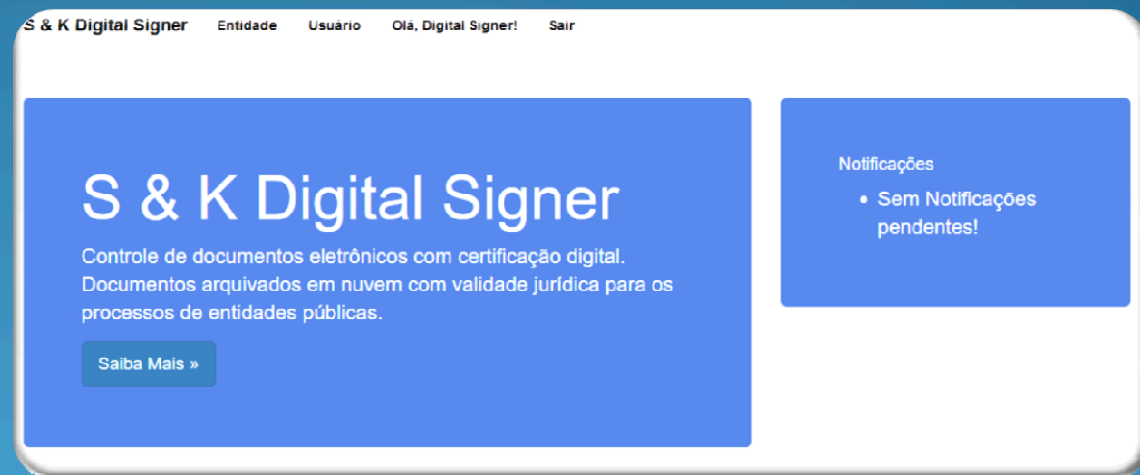 S & K Digital Signer Entidade Usuário Olá, Digital Signer! Sair
S & K Digital Signer
Controle de documentos eletrônicos com certificação digital.
Documentos arquivados em nuvem com validade jurídica para os
processos de entidades públicas.
Saiba Mais »
Notificações
• Sem Notificações
pendentes!